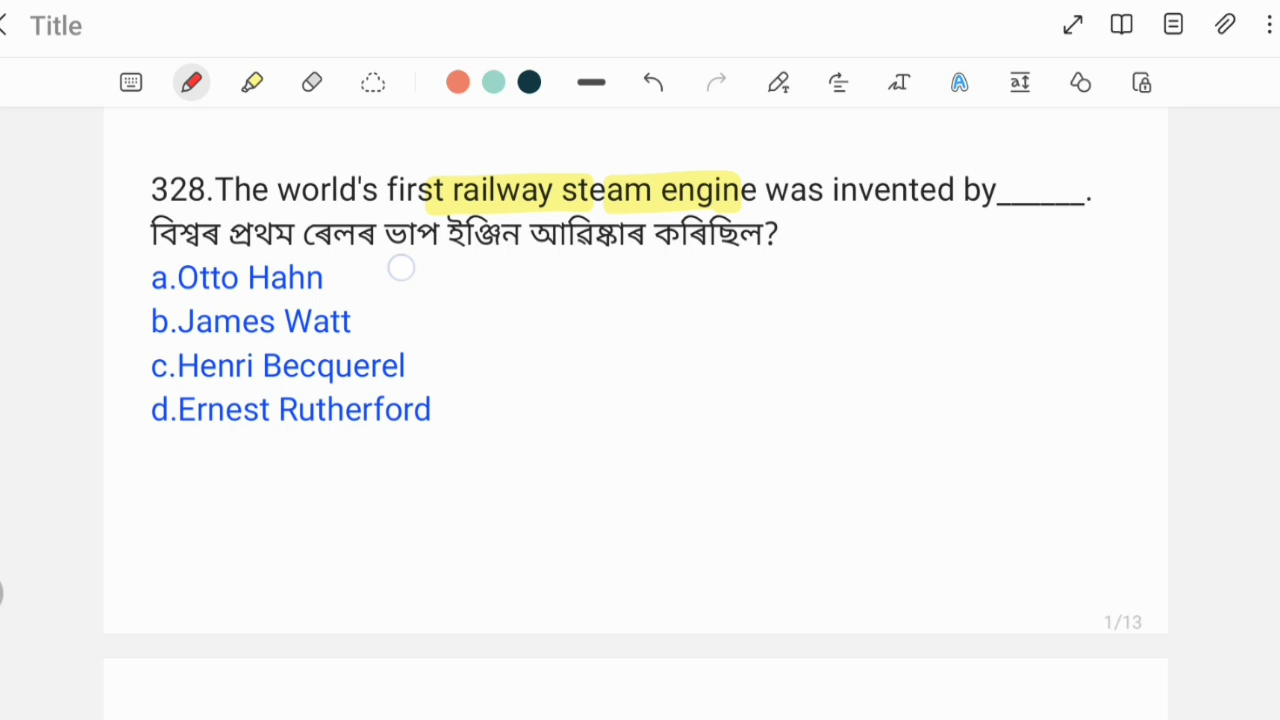 Title
328.The world's first railway steam engine was invented by______.
বিশ্বৰ প্ৰথম ৰেলৰ ভাপ ইঞ্জিন আৱিষ্কাৰ কৰিছিল?
a.Otto Hahn
b.James Watt
c.Henri Becquerel
d.Ernest Rutherford
1/13